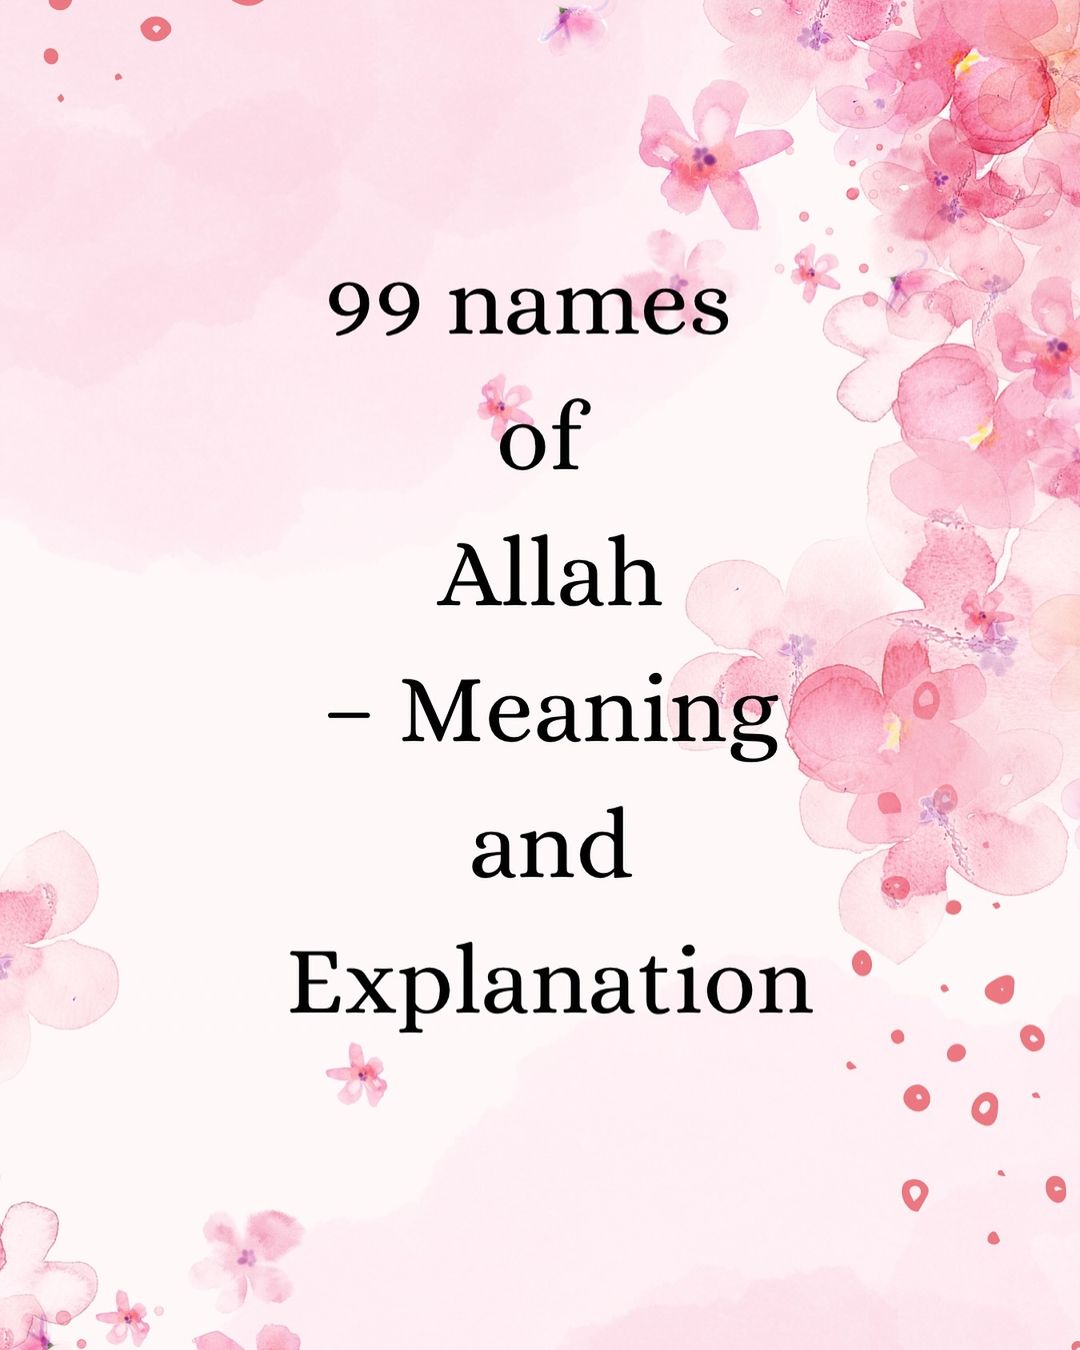 99 names
of
Allah
– Meaning
and
Explanation